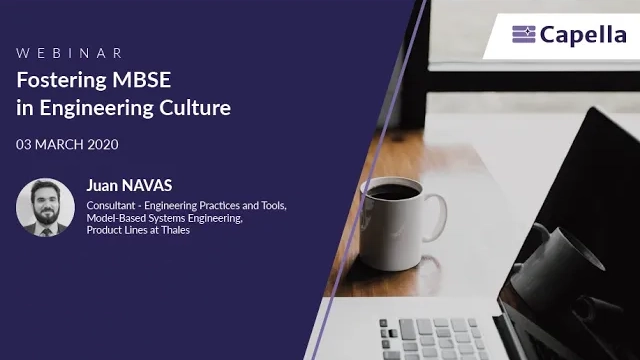 WEBINAR
Fostering MBSE
in Engineering Culture
03 MARCH 2020
Juan NAVAS
Consultant - Engineering Practices and Tools,
Model-Based Systems Engineering,
Product Lines at Thales
Capella